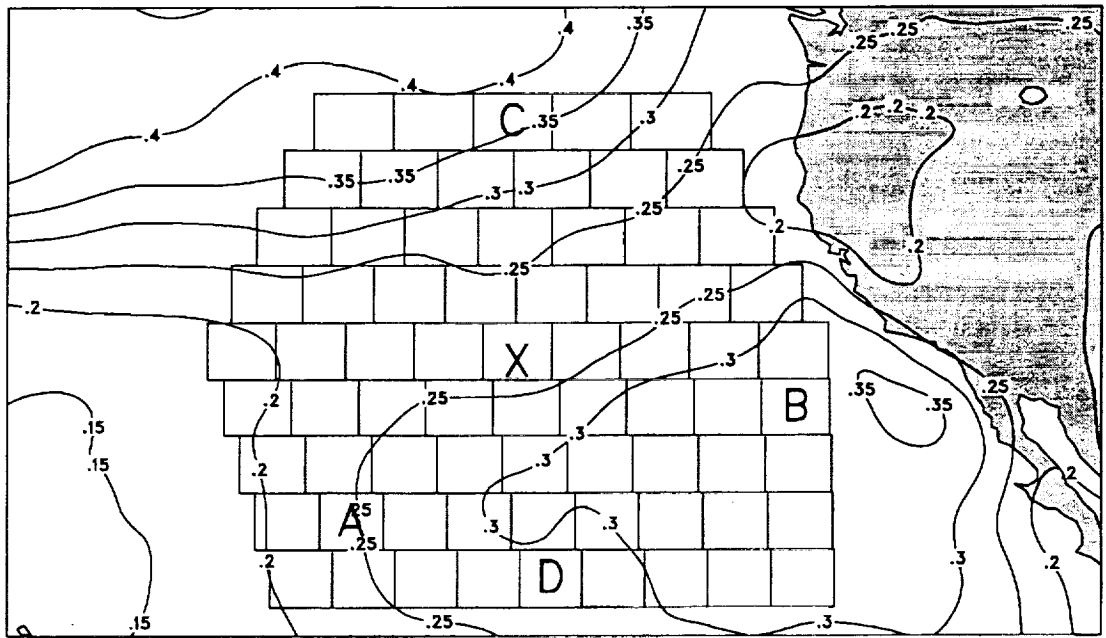 .4 .35 .25
.25 .25
.4 .4 .4
.2 .2 .2
C .35 .3
.4
.25
.35 .35
.3 .3
.25
.2
.2
.25
.25
.2 .25
X .3
.25 .35
.2 .25 B .35
.15 .3
.15 .2 .3 .2
A .25 .3 .3
.25
.2 D .3 .2
.15 .25 .3